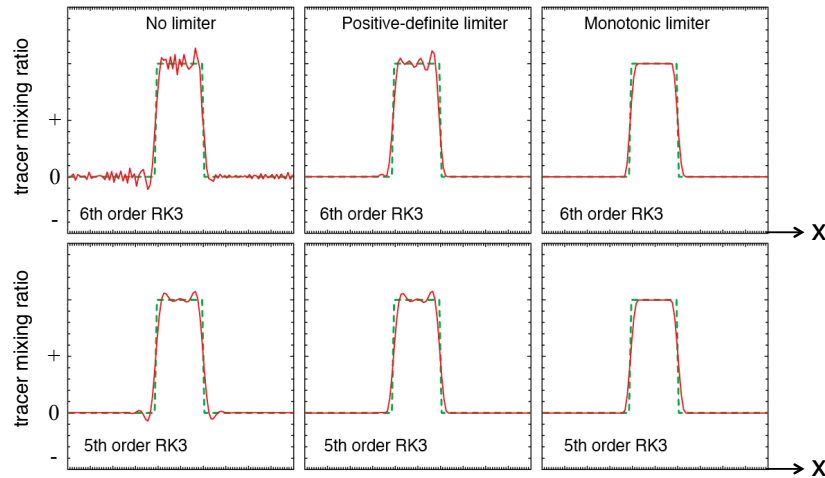 No limiter
Positive-definite limiter
Monotonic limiter
tracer mixing ratio
+
0
-
6th order RK3
6th order RK3
6th order RK3
X
tracer mixing ratio
+
0
-
5th order RK3
5th order RK3
5th order RK3
X